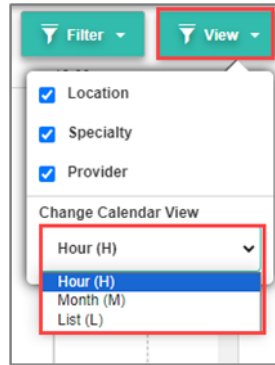 Filter View
Location
Specialty
Provider
Change Calendar View
Hour (H)
Hour (H)
Month (M)
List (L)